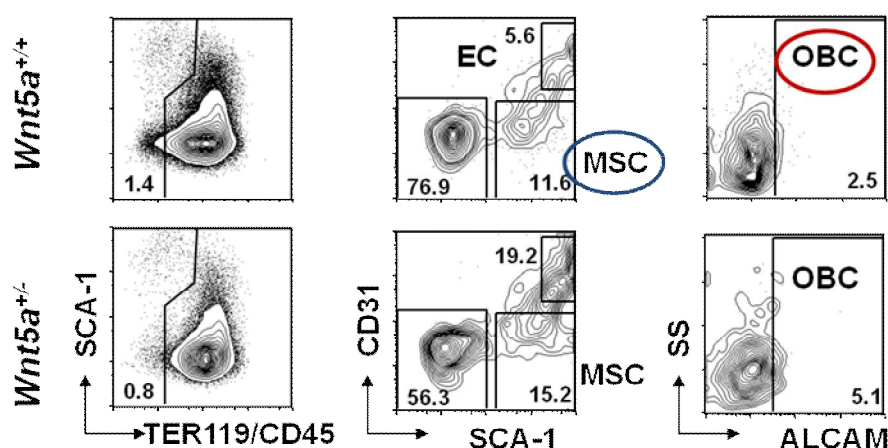 Wnt5a+/+
1.4
EC
5.6
76.9
11.6
MSC
OBC
2.5
Wnt5a+/-
SCA-1
0.8
TER119/CD45
CD31
19.2
56.3
15.2
MSC
SCA-1
SS
OBC
5.1
ALCAM